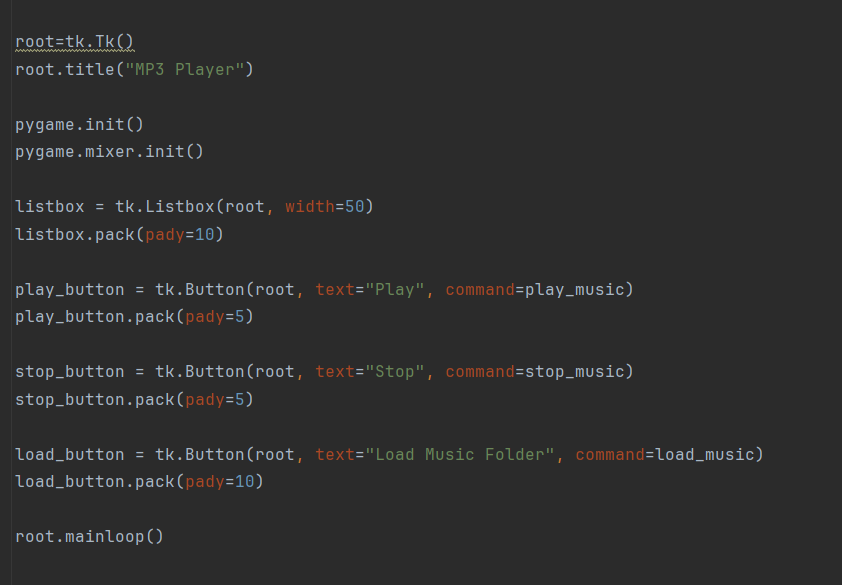 root=tk.Tk()
root.title("MP3 Player")
pygame.init()
pygame.mixer.init()
listbox = tk.Listbox(root, width=50)
listbox.pack(pady=10)
play_button = tk.Button(root, text="Play", command=play_music)
play_button.pack(pady=5)
stop_button = tk.Button(root, text="Stop", command=stop_music)
stop_button.pack(pady=5)
load_button = tk.Button(root, text="Load Music Folder", command=load_music)
load_button.pack(pady=10)
root.mainloop()